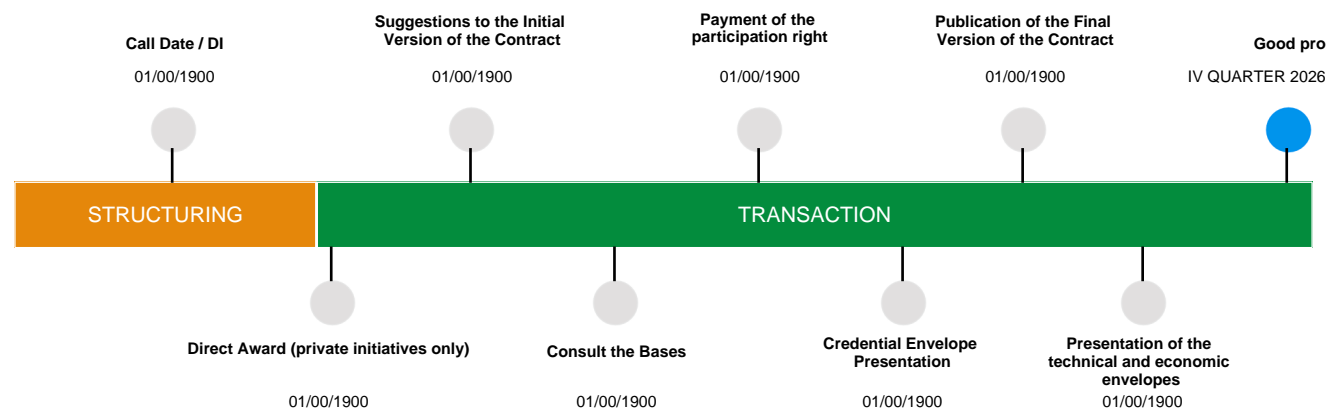 Call Date / DI
01/00/1900
Suggestions to the Initial
Version of the Contract
01/00/1900
Payment of the
participation right
01/00/1900
Publication of the Final
Version of the Contract
01/00/1900
Good pro
IV QUARTER 2026
STRUCTURING
TRANSACTION
Direct Award (private initiatives only)
01/00/1900
Consult the Bases
01/00/1900
Credential Envelope
Presentation
01/00/1900
Presentation of the
technical and economic
envelopes
01/00/1900